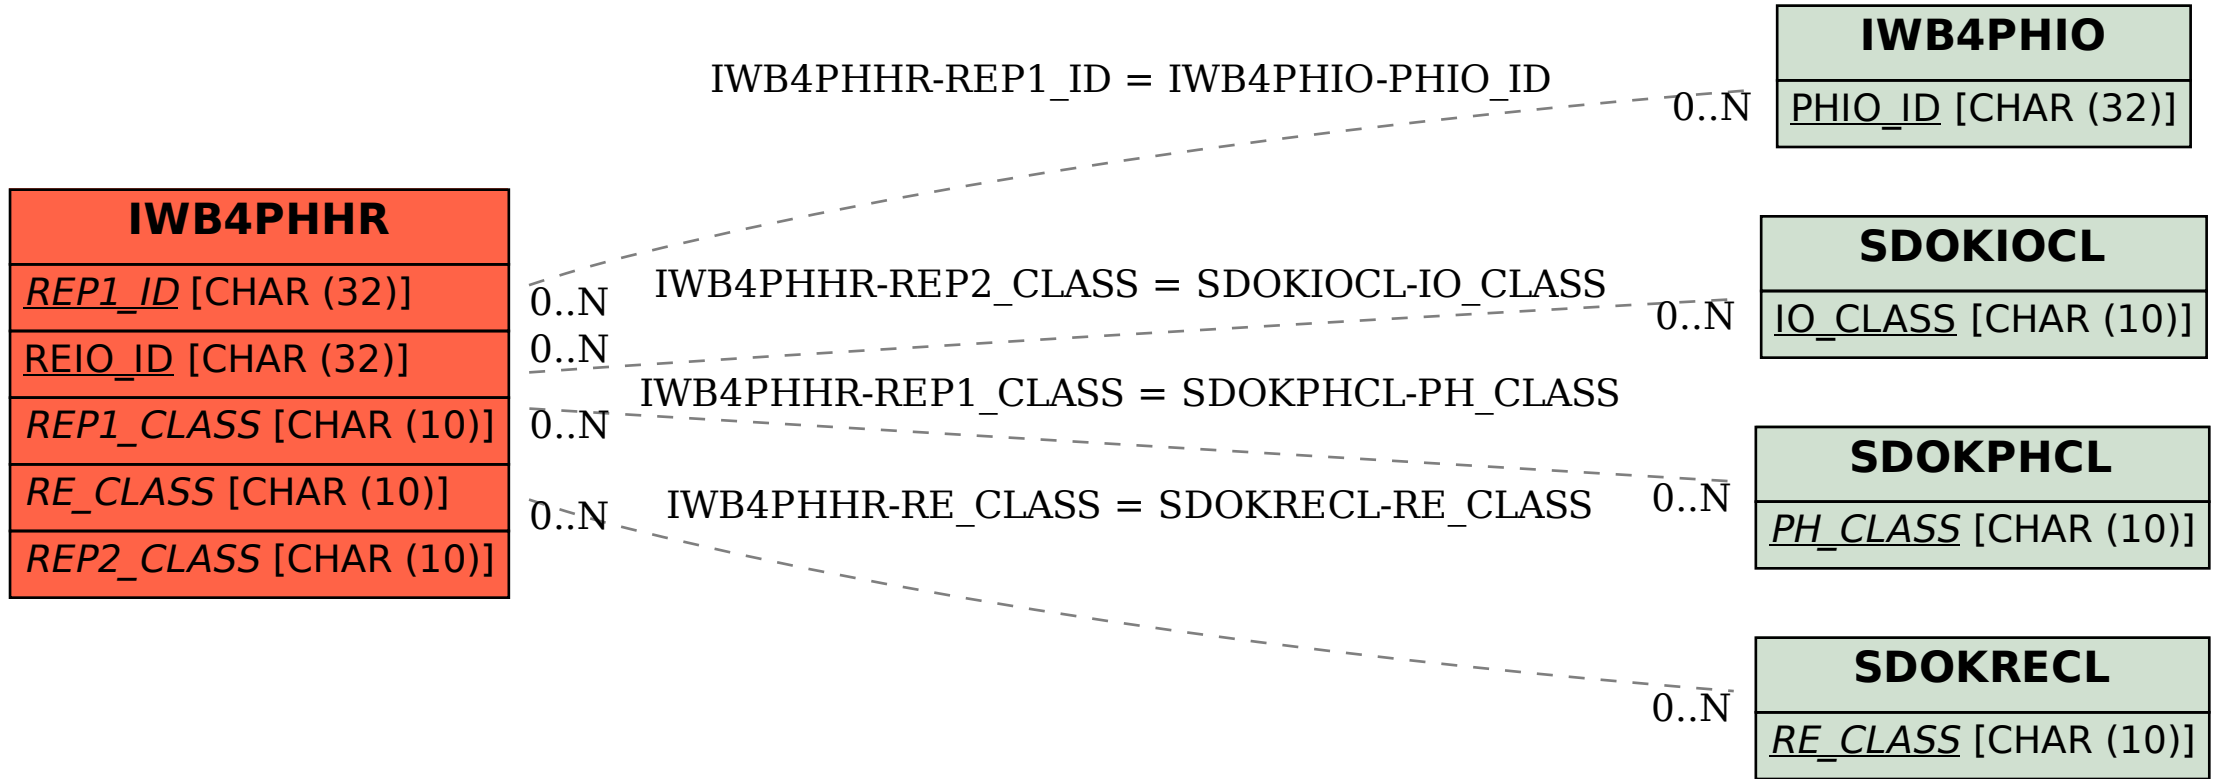 IWB4PHHR
REP1_ID [CHAR (32)]
REIO_ID [CHAR (32)]
REP1_CLASS [CHAR (10)]
RE_CLASS [CHAR (10)]
REP2_CLASS [CHAR (10)]
IWB4PHHR-REP1_ID = IWB4PHIO-PHIO_ID
0..N
0..N
IWB4PHHR-REP2_CLASS = SDOKIOCL-IO_CLASS
0..N
0..N
IWB4PHHR-REP1_CLASS = SDOKPHCL-PH_CLASS
0..N
0..N
IWB4PHHR-RE_CLASS = SDOKRECL-RE_CLASS
0..N
0..N
IWB4PHIO
PHIO_ID [CHAR (32)]
SDOKIOCL
IO_CLASS [CHAR (10)]
SDOKPHCL
PH_CLASS [CHAR (10)]
SDOKRECL
RE_CLASS [CHAR (10)]